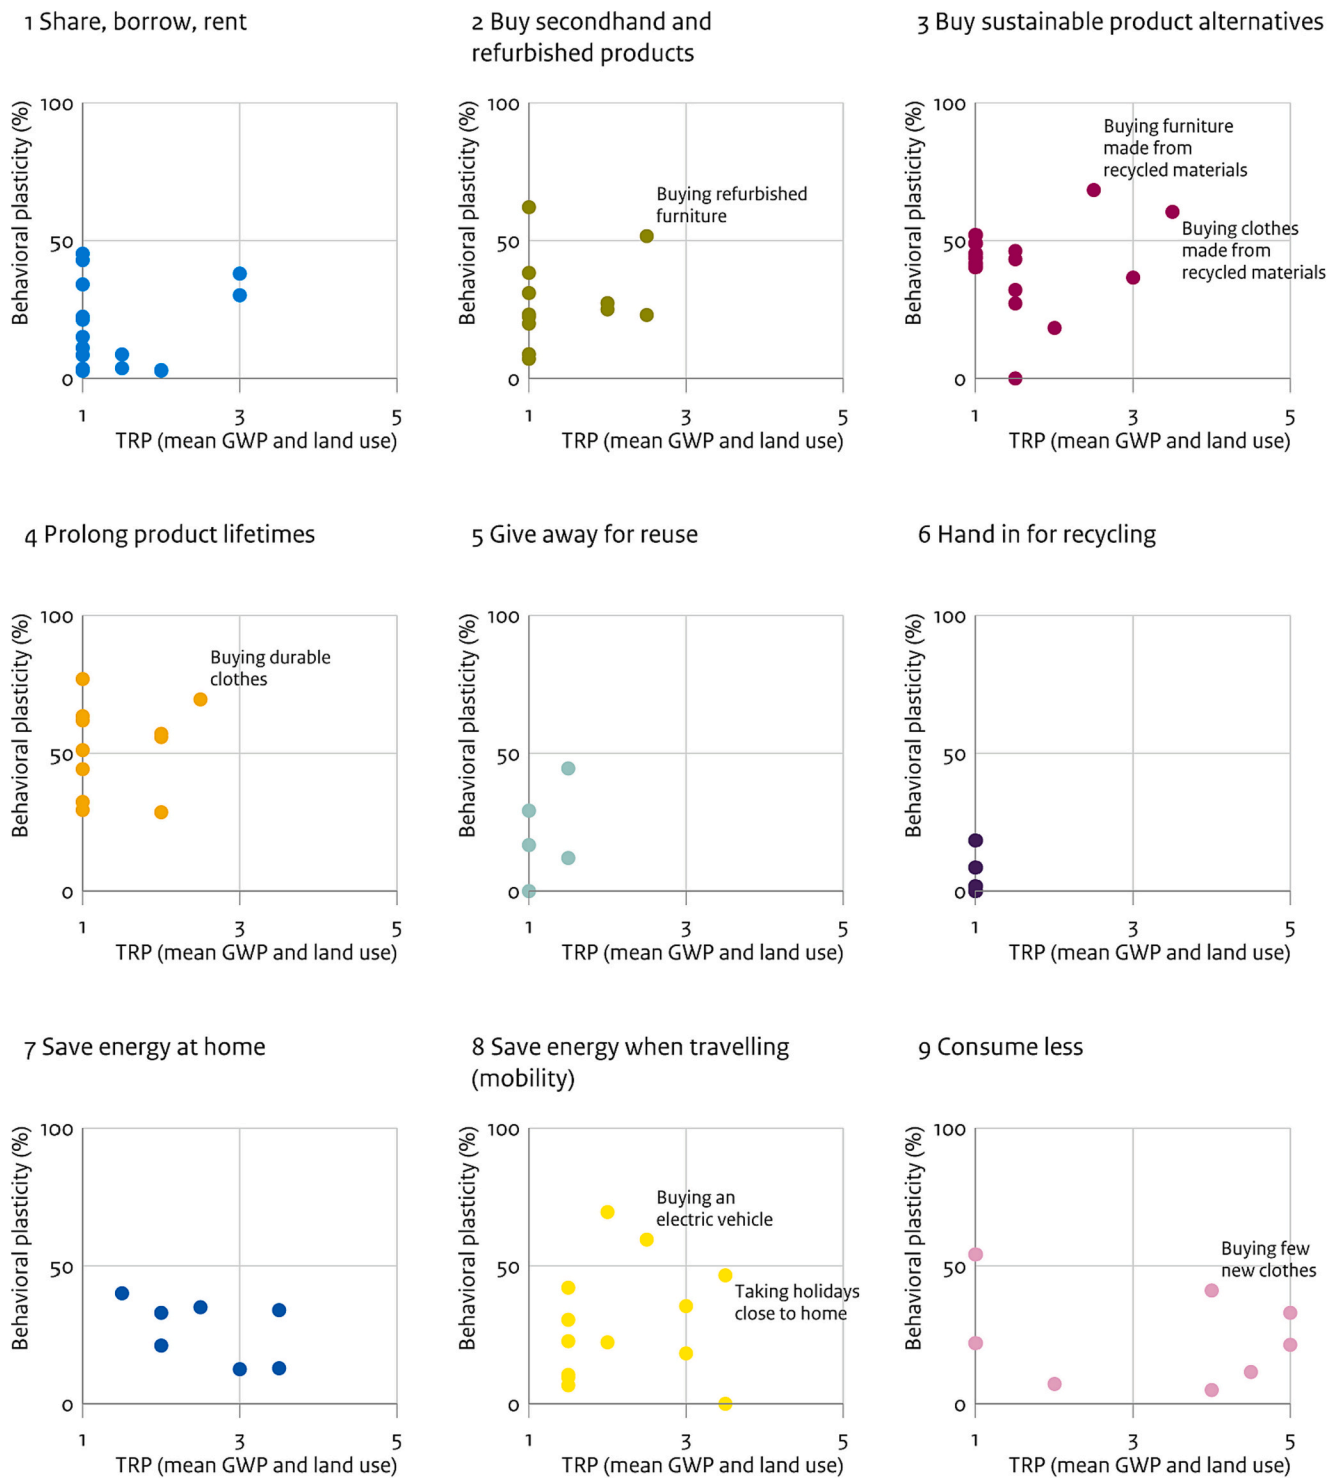 1 Share, borrow, rent
2 Buy secondhand and
refurbished products
3 Buy sustainable product alternatives
Behavioral plasticity (%)
100
50
0
1
3
5
TRP (mean GWP and land use)
Behavioral plasticity (%)
100
50
0
Buying refurbished
furniture
1
3
5
TRP (mean GWP and land use)
Behavioral plasticity (%)
100
50
0
Buying furniture
made from
recycled materials
Buying clothes
made from
recycled materials
1
3
5
TRP (mean GWP and land use)
4 Prolong product lifetimes
5 Give away for reuse
6 Hand in for recycling
Behavioral plasticity (%)
100
50
0
Buying durable
clothes
1
3
5
TRP (mean GWP and land use)
Behavioral plasticity (%)
100
50
0
1
3
5
TRP (mean GWP and land use)
Behavioral plasticity (%)
100
50
0
1
3
5
TRP (mean GWP and land use)
7 Save energy at home
8 Save energy when travelling
(mobility)
9 Consume less
Behavioral plasticity (%)
100
50
0
1
3
5
TRP (mean GWP and land use)
Behavioral plasticity (%)
100
50
0
Buying an
electric vehicle
Taking holidays
close to home
1
3
5
TRP (mean GWP and land use)
Behavioral plasticity (%)
100
50
0
Buying few
new clothes
1
3
5
TRP (mean GWP and land use)